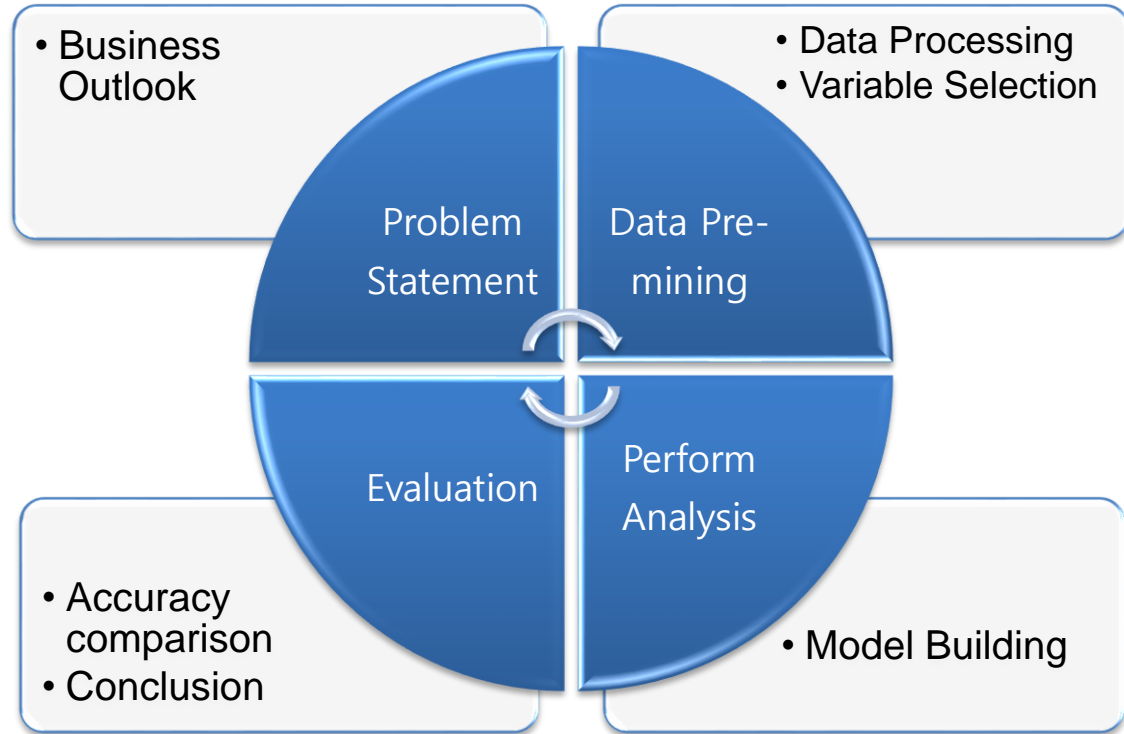 • Business
Outlook
Problem
Statement
• Data Processing
• Variable Selection
Data Pre-
mining
Evaluation
• Accuracy
comparison
• Conclusion
Perform
Analysis
• Model Building